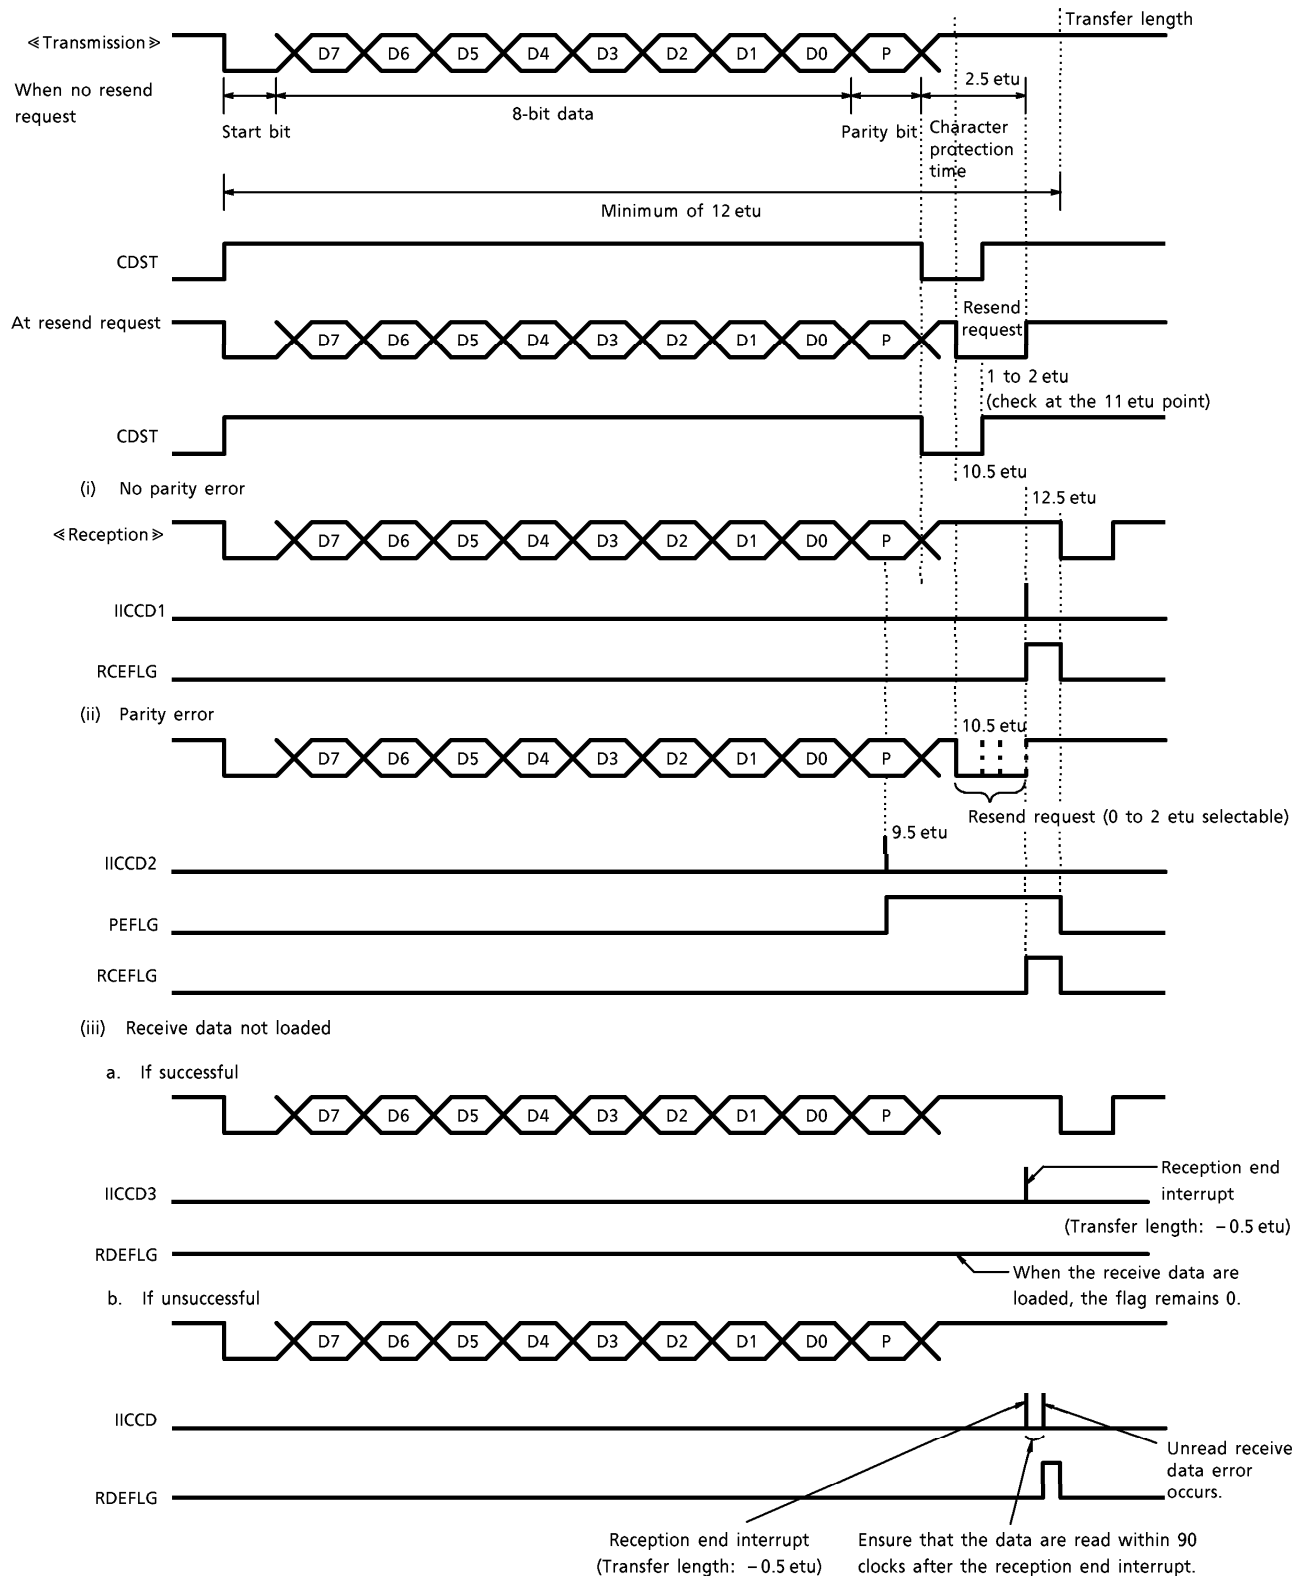 Transfer length
≪Transmission≫
D7 D6 D5 D4 D3 D2 D1 D0 P
2.5 etu
When no resend
request
8-bit data
Start bit
Parity bit
Character
protection
time
Minimum of 12 etu
CDST
At resend request
D7 D6 D5 D4 D3 D2 D1 D0 P
Resend
request
1 to 2 etu
(check at the 11 etu point)
CDST
10.5 etu
(i) No parity error
12.5 etu
≪Reception≫
D7 D6 D5 D4 D3 D2 D1 D0 P
IICCD1
RCEFLG
(ii) Parity error
10.5 etu
D7 D6 D5 D4 D3 D2 D1 D0 P
Resend request (0 to 2 etu selectable)
9.5 etu
IICCD2
PEFLG
RCEFLG
(iii) Receive data not loaded
a. If successful
D7 D6 D5 D4 D3 D2 D1 D0 P
Reception end
interrupt
IICCD3
(Transfer length: –0.5 etu)
RDEFLG
When the receive data are
loaded, the flag remains 0.
b. If unsuccessful
D7 D6 D5 D4 D3 D2 D1 D0 P
IICCD
Unread receive
data error
occurs.
RDEFLG
Reception end interrupt
(Transfer length: –0.5 etu)
Ensure that the data are read within 90
clocks after the reception end interrupt.